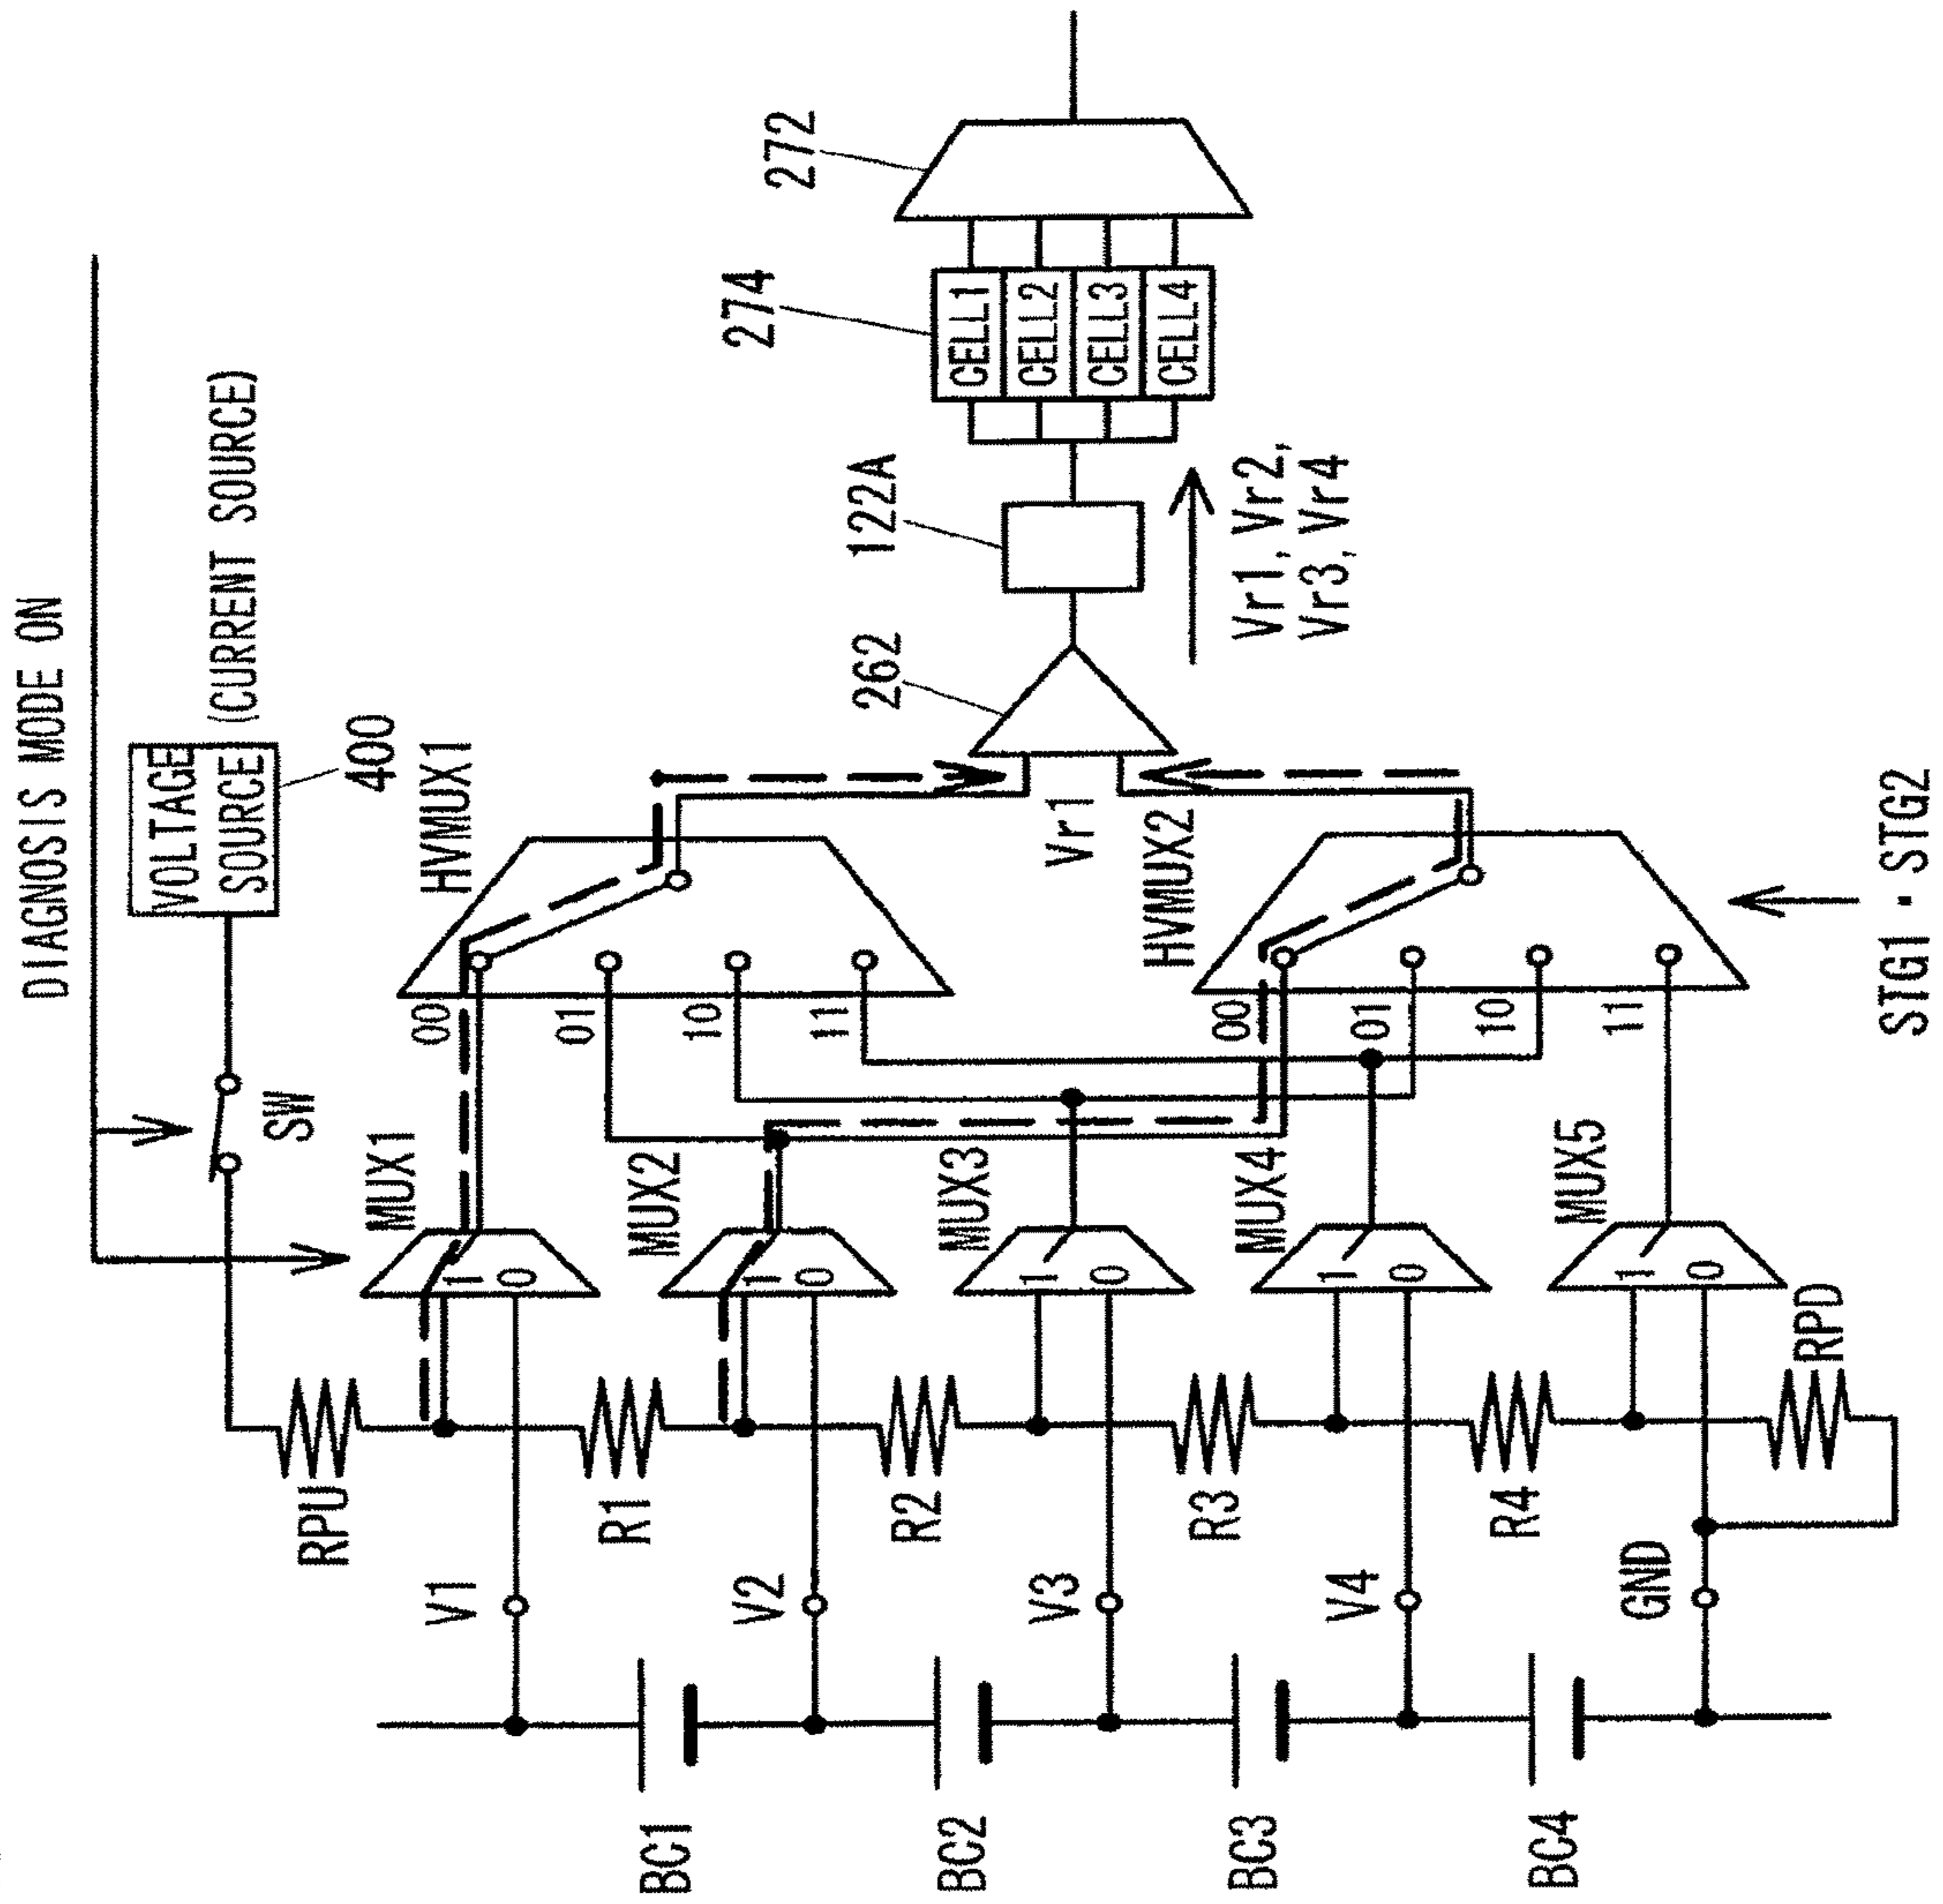 DIAGNOSIS MODE ON
VOLTAGE
SOURCE
(CURRENT SOURCE)
400
SW
HVMUX1
00
01
10
11
HVMUX2
00
01
10
11
STG1 · STG2
MUX1
1
0
MUX2
1
0
MUX3
1
0
MUX4
1
0
MUX5
1
0
RPU
R1
R2
R3
R4
RPD
V1
V2
V3
V4
GND
BC1
BC2
BC3
BC4
Vr1
262
122A
Vr1, Vr2,
Vr3, Vr4
274
CELL1
CELL2
CELL3
CELL4
272